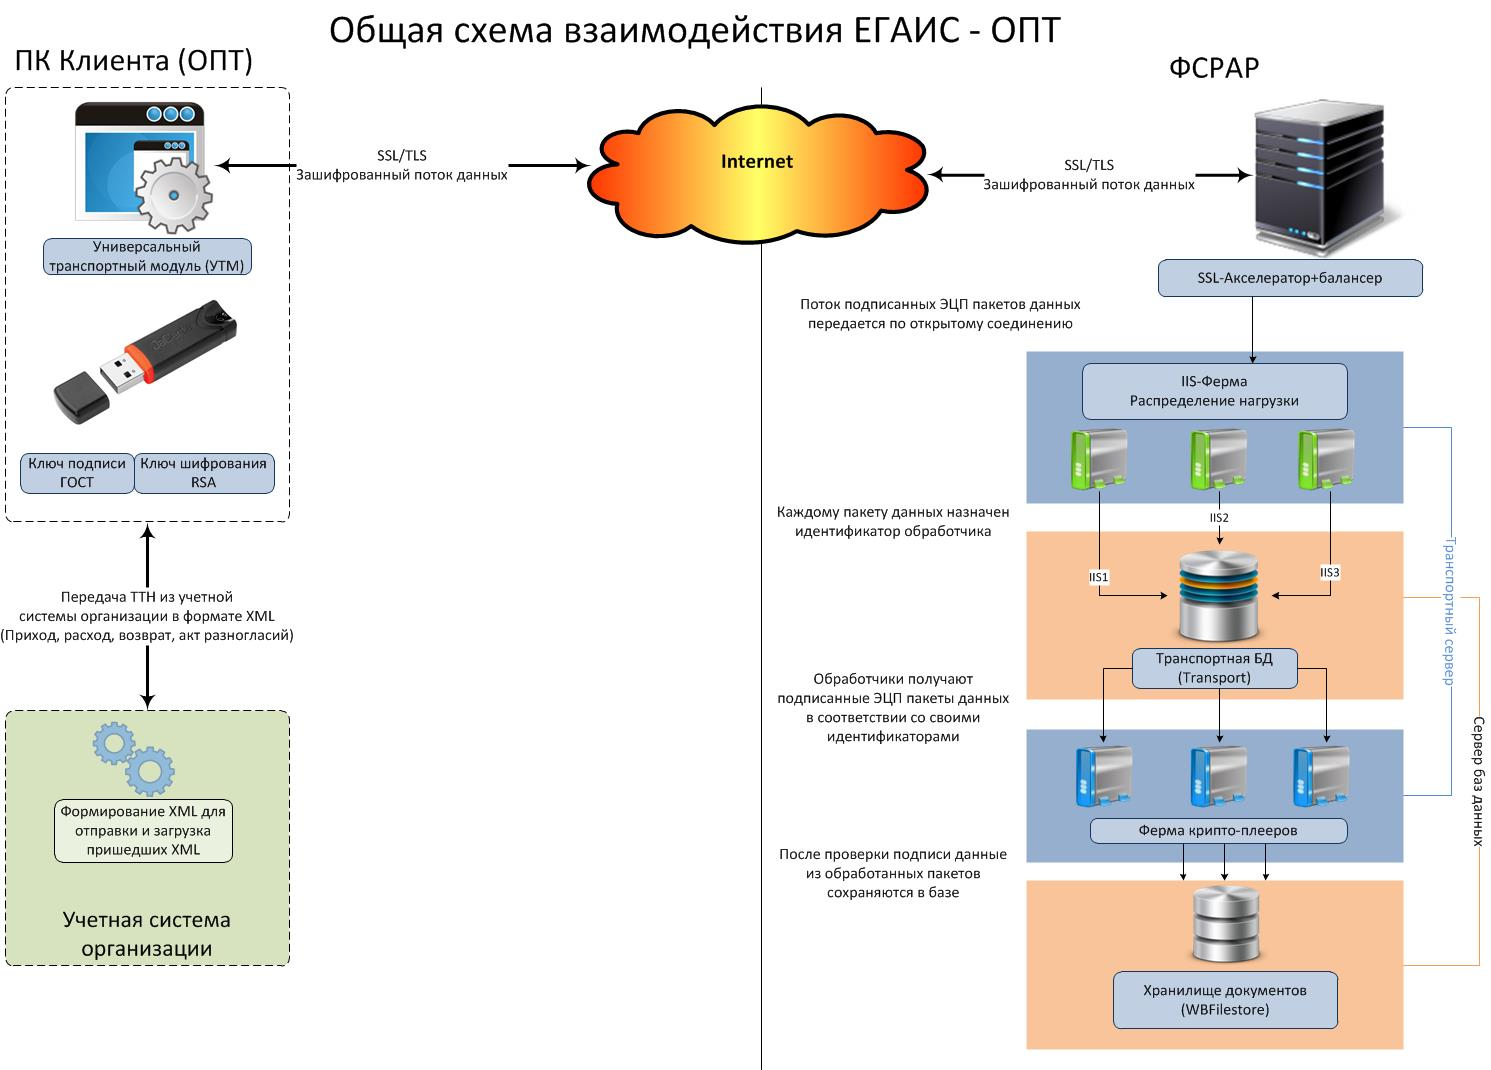 Общая схема взаимодействия ЕГАИС - ОПТ
ПК Клиента (ОПТ)
ФСРАР
SSL/TLS
Зашифрованный поток данных
Internet
SSL/TLS
Зашифрованный поток данных
Универсальный
транспортный модуль (УТМ)
JaCarta
Ключ подписи
ГОСТ
Ключ шифрования
RSA
Передача ТТН из учетной
системы организации в формате XML
(Приход, расход, возврат, акт разногласий)
Формирование XML для
отправки и загрузка
пришедших XML
Учетная система
организации
SSL-Акселератор+балансер
Поток подписанных ЭЦП пакетов данных
передается по открытому соединению
IIS-Ферма
Распределение нагрузки
Каждому пакету данных назначен
идентификатор обработчика
IIS1
IIS2
IIS3
Транспортная БД
(Transport)
Обработчики получают
подписанные ЭЦП пакеты данных
в соответствии со своими
идентификаторами
Ферма крипто-плееров
После проверки подписи данные
из обработанных пакетов
сохраняются в базе
Хранилище документов
(WBFilestore)
Транспортный сервер
Сервер баз данных